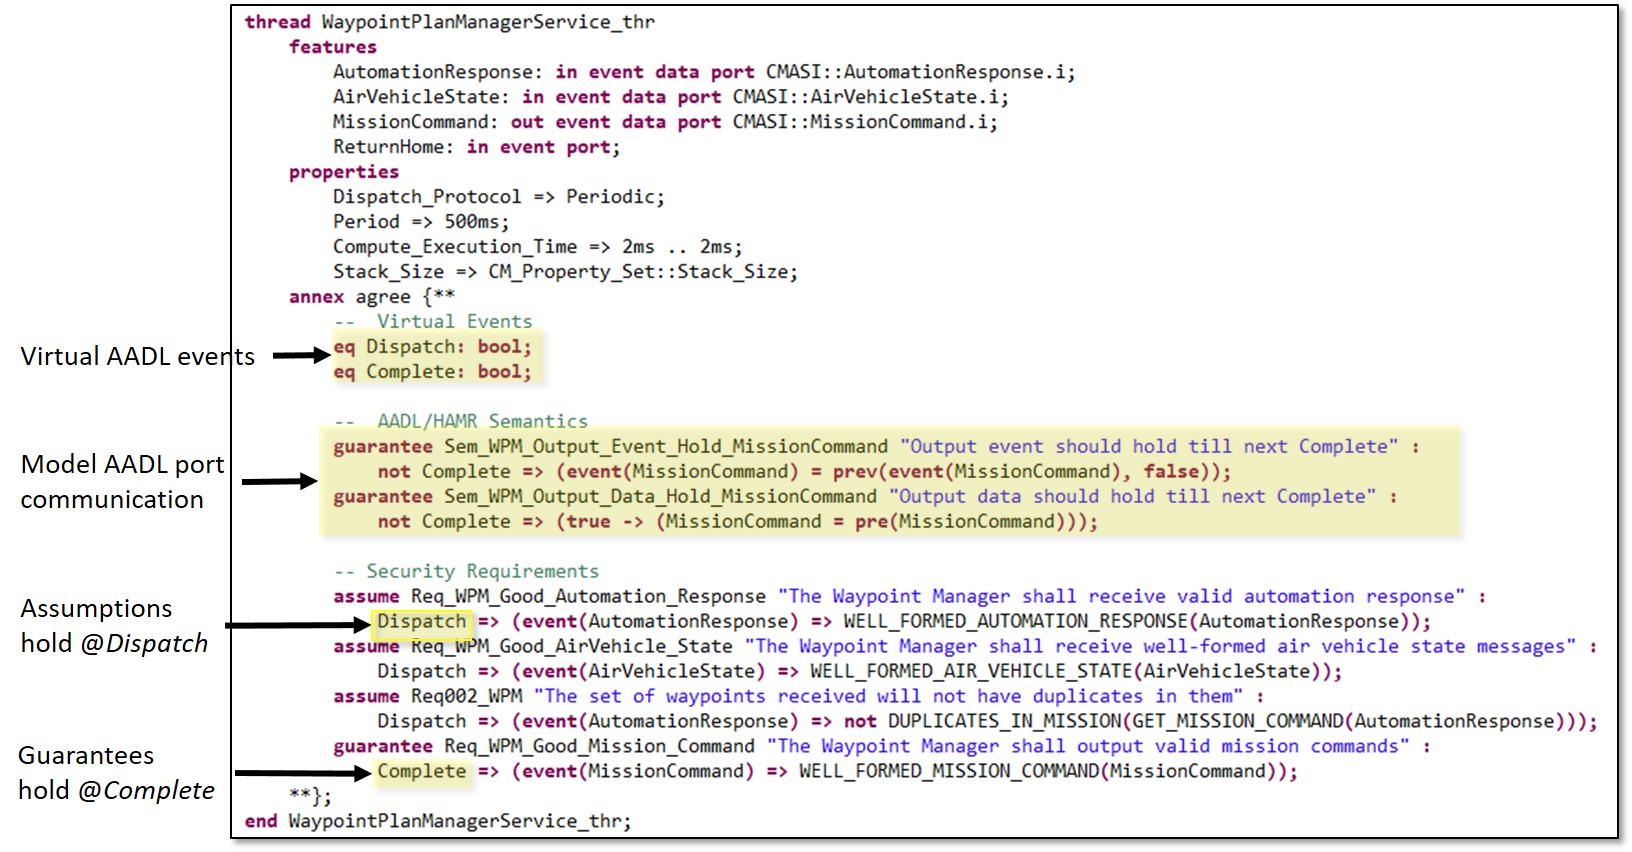 thread WaypointPlanManagerService_thr
features
AutomationResponse: in event data port CMASI::AutomationResponse.i;
AirVehicleState: in event data port CMASI::AirVehicleState.i;
MissionCommand: out event data port CMASI::MissionCommand.i;
ReturnHome: in event port;
properties
Dispatch_Protocol => Periodic;
Period => 500ms;
Compute_Execution_Time => 2ms .. 2ms;
Stack_Size => CM_Property_Set::Stack_Size;
annex agree {**
-- Virtual Events
Virtual AADL events
eq Dispatch: bool;
eq Complete: bool;
-- AADL/HAMR Semantics
Model AADL port
communication
guarantee Sem_WPM_Output_Event_Hold_MissionCommand "Output event should hold till next Complete" :
not Complete => (event(MissionCommand) = prev(event(MissionCommand), false));
guarantee Sem_WPM_Output_Data_Hold_MissionCommand "Output data should hold till next Complete" :
not Complete => (true -> (MissionCommand = pre(MissionCommand)));
-- Security Requirements
Assumptions
hold @Dispatch
assume Req_WPM_Good_Automation_Response "The Waypoint Manager shall receive valid automation response" :
Dispatch => (event(AutomationResponse) => WELL_FORMED_AUTOMATION_RESPONSE(AutomationResponse));
assume Req_WPM_Good_AirVehicle_State "The Waypoint Manager shall receive well-formed air vehicle state messages" :
Dispatch => (event(AirVehicleState) => WELL_FORMED_AIR_VEHICLE_STATE(AirVehicleState));
assume Req002_WPM "The set of waypoints received will not have duplicates in them" :
Dispatch => (event(AutomationResponse) => not DUPLICATES_IN_MISSION(GET_MISSION_COMMAND(AutomationResponse)));
Guarantees
hold @Complete
guarantee Req_WPM_Good_Mission_Command "The Waypoint Manager shall output valid mission commands" :
Complete => (event(MissionCommand) => WELL_FORMED_MISSION_COMMAND(MissionCommand));
**};
end WaypointPlanManagerService_thr;